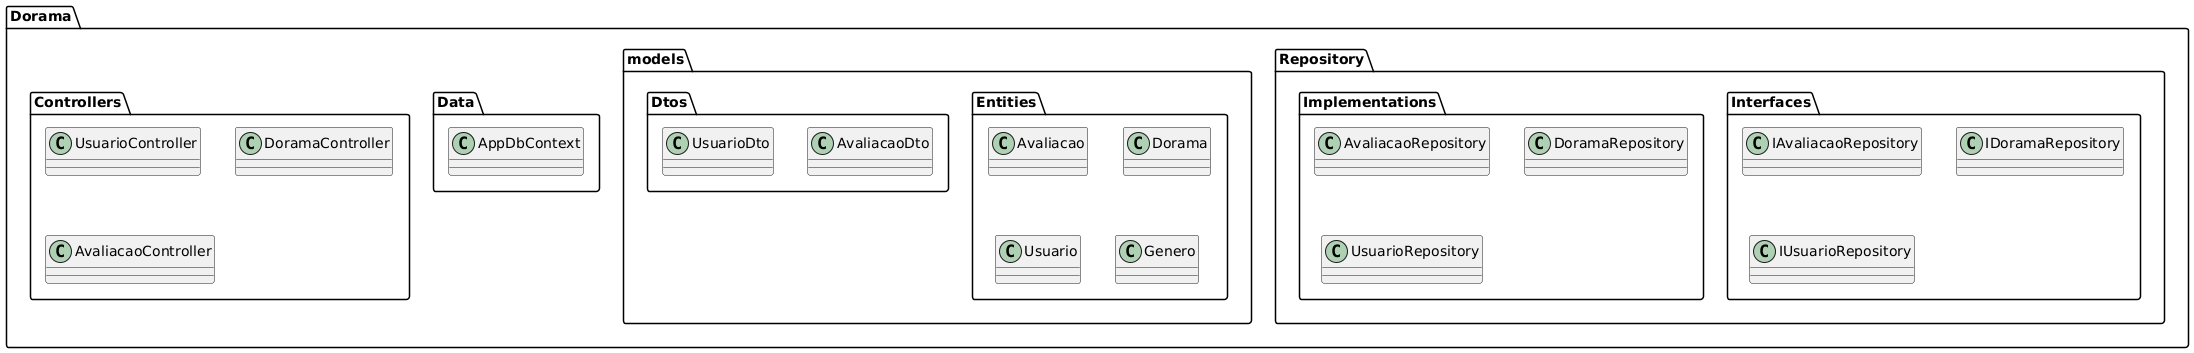 Dorama
models
Repository
Controllers
Data
Dtos
Entities
Implementations
Interfaces
C UsuarioController
C DoramaController
C AppDbContext
C UsuarioDto
C AvaliacaoDto
C Avaliacao
C Dorama
C AvaliacaoRepository
C DoramaRepository
C IAvaliacaoRepository
C IDoramaRepository
C AvaliacaoController
C Usuario
C Genero
C UsuarioRepository
C IUsuarioRepository